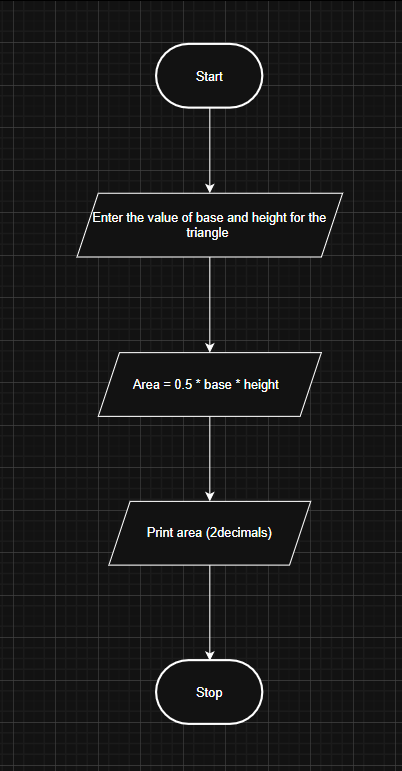 Start
Enter the value of base and height for the
triangle
Area = 0.5 * base * height
Print area (2decimals)
Stop